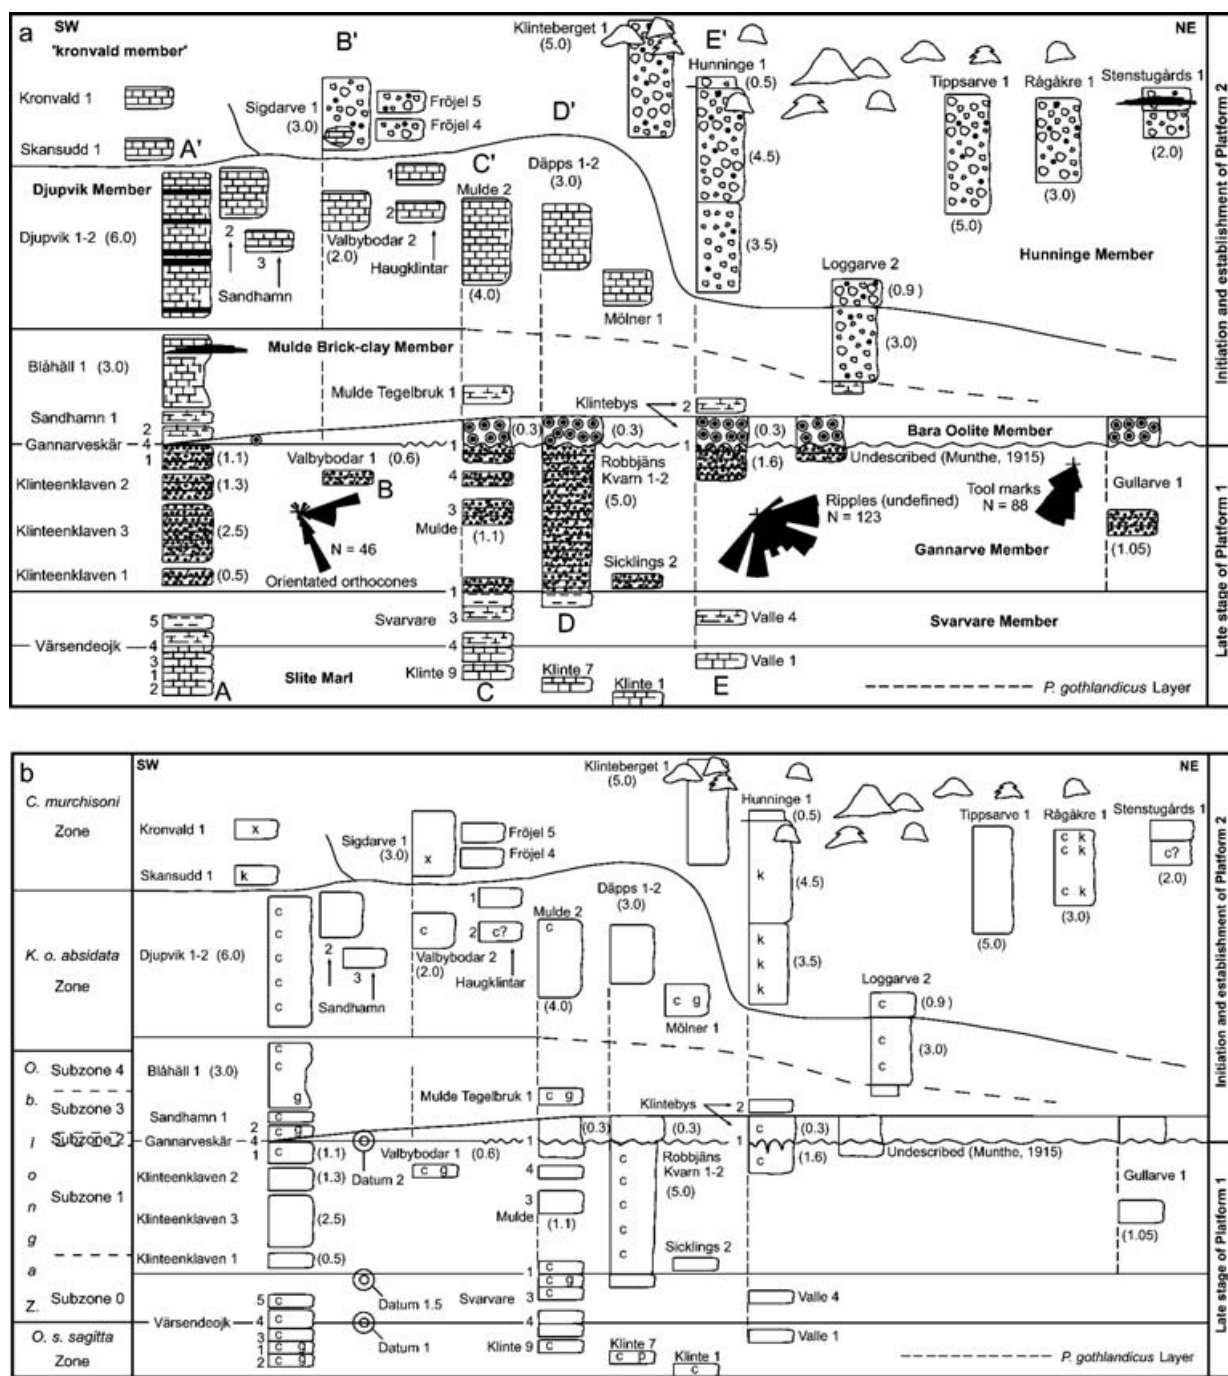 a
SW
NE
'kronvald member'
B'
Klinteberget 1
(5.0)
E'
Hunninge 1
(0.5)
Kronvald 1
Sigdarve 1
(3.0)
Fröjel 5
Fröjel 4
Tippsarve 1
Rågåkre 1
Stenstugårds 1
(2.0)
Skansudd 1
A'
D'
(4.5)
(3.0)
(5.0)
Djupvik Member
C'
Däpps 1-2
(3.0)
1
Mulde 2
Djupvik 1-2 (6.0)
2
3
Sandhamn
Valbybodar 2
(2.0)
2
Haugklintar
(4.0)
Mölner 1
(3.5)
Hunninge Member
Loggarve 2
(0.9)
(3.0)
Mulde Brick-clay Member
Blåhäll 1 (3.0)
Mulde Tegelbruk 1
Klintebys
2
Sandhamn 1
2
Gannarveskär
4
1
(1.1)
1
(0.3)
(0.3)
1
(0.3)
Bara Oolite Member
Valbybodar 1 (0.6)
Robbjäns
Kvarn 1-2
(5.0)
(1.6)
Undescribed (Munthe, 1915)
Klinteenklaven 2
(1.3)
B
4
Tool marks
N = 88
Gullarve 1
Klinteenklaven 3
(2.5)
N = 46
3
Mulde
(1.1)
Ripples (undefined)
N = 123
Gannarve Member
(1.05)
Klinteenklaven 1
(0.5)
Orientated orthocones
Sicklings 2
1
5
Svarvare
3
D
Valle 4
Svarvare Member
Värsendeojk
4
4
3
1
2
A
Slite Marl
Klinte 9
C
Klinte 7
Klinte 1
E
Valle 1
P. gothlandicus Layer
Initiation and establishment of Platform 2
Late stage of Platform 1
b
SW
NE
C. murchisoni
Zone
Klinteberget 1
(5.0)
Hunninge 1
(0.5)
Kronvald 1
x
Sigdarve 1
(3.0)
x
Fröjel 5
Fröjel 4
Tippsarve 1
Rågåkre 1
Stenstugårds 1
c k
c k
c k
c?
(2.0)
Skansudd 1
k
k
(4.5)
(3.0)
(5.0)
K. o. absidata
Zone
Djupvik 1-2 (6.0)
c
c
c
c
c
2
3
Sandhamn
c
Valbybodar 2
(2.0)
1
2
c?
Haugklintar
Mulde 2
c
(4.0)
Däpps 1-2
(3.0)
c g
Mölner 1
k
k
(3.5)
Loggarve 2
c
(0.9)
c
c
(3.0)
O.
b.
l
o
n
g
a
Z.
Subzone 4
Blåhäll 1 (3.0)
c
c
g
Subzone 3
Mulde Tegelbruk 1
c g
Klintebys
2
Sandhamn 1
c
Subzone 2
2
c g
Gannarveskär
4
1
c
(1.1)
Datum 2
1
(0.3)
(0.3)
1
c
(0.3)
c
(1.6)
Undescribed (Munthe, 1915)
Valbybodar 1 (0.6)
c g
Robbjäns
Kvarn 1-2
(5.0)
c
c
c
c
c
Subzone 1
Klinteenklaven 2
(1.3)
4
Gullarve 1
Klinteenklaven 3
(2.5)
3
Mulde
(1.1)
(1.05)
Klinteenklaven 1
(0.5)
Sicklings 2
1
c
c g
Subzone 0
5
c
Datum 1.5
Svarvare
3
c
Valle 4
Värsendeojk
4
c
4
O. s. sagitta
Zone
3
c
1
c g
2
c g
Datum 1
Klinte 9
c
Klinte 7
c p
Klinte 1
c
Valle 1
P. gothlandicus Layer
Initiation and establishment of Platform 2
Late stage of Platform 1